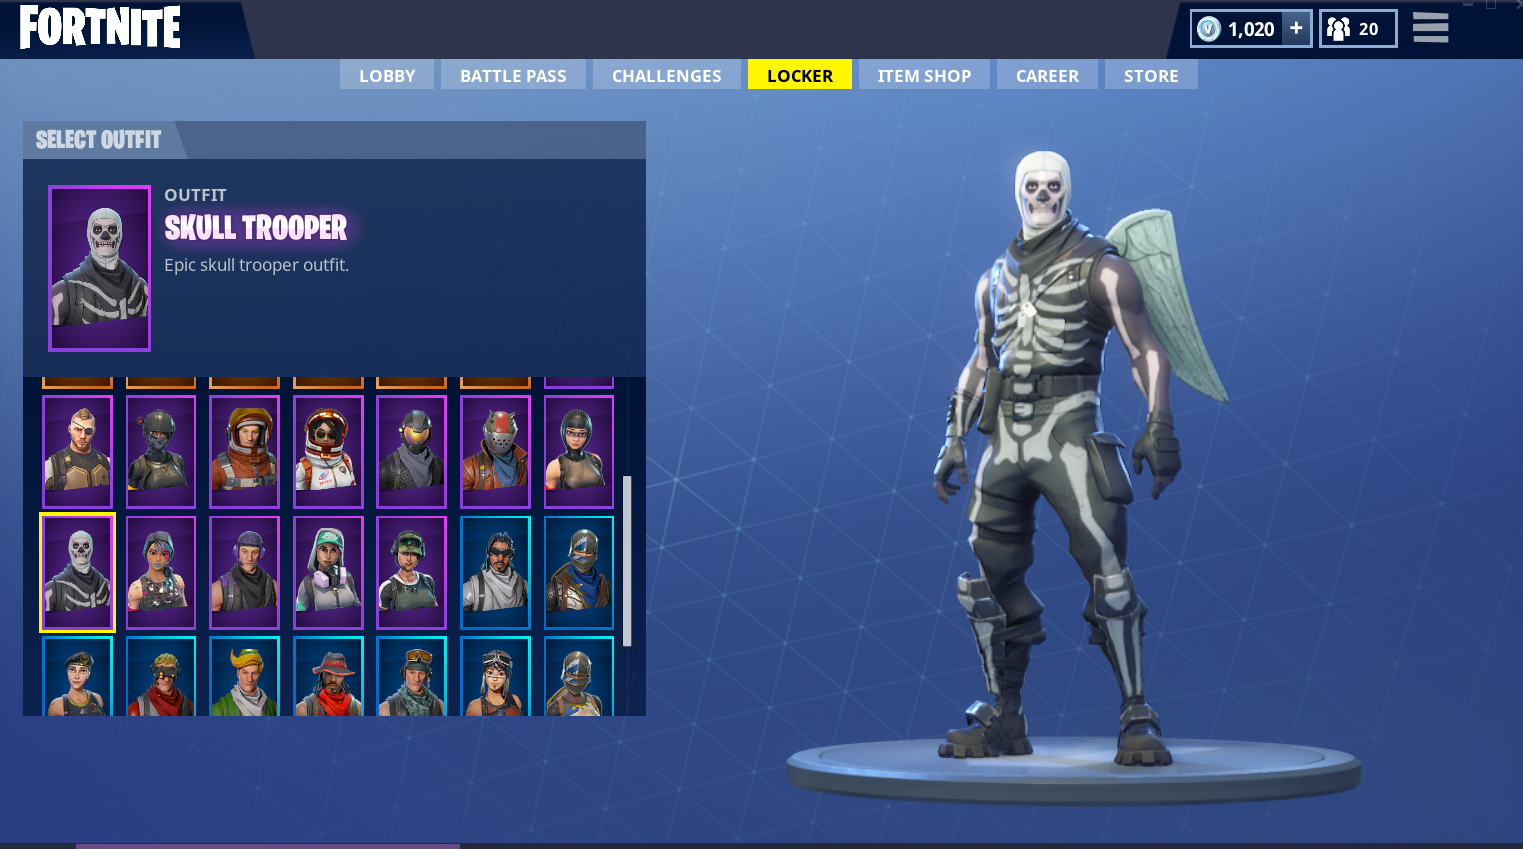 FORTNITE
1,020 +
20
LOBBY
BATTLE PASS
CHALLENGES
LOCKER
ITEM SHOP
CAREER
STORE
SELECT OUTFIT
OUTFIT
SKULL TROOPER
Epic skull trooper outfit.